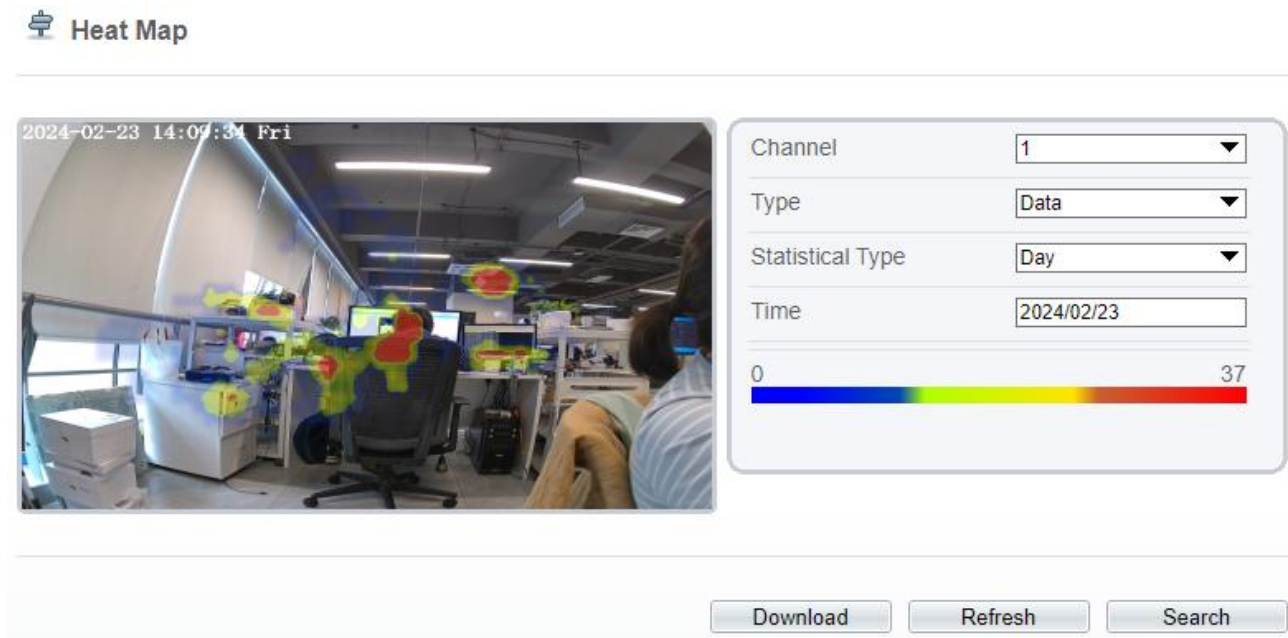 Heat Map
2024-02-23 14:09:34 Fri
Channel
1
Type
Data
Statistical Type
Day
Time
2024/02/23
0
37
Download
Refresh
Search